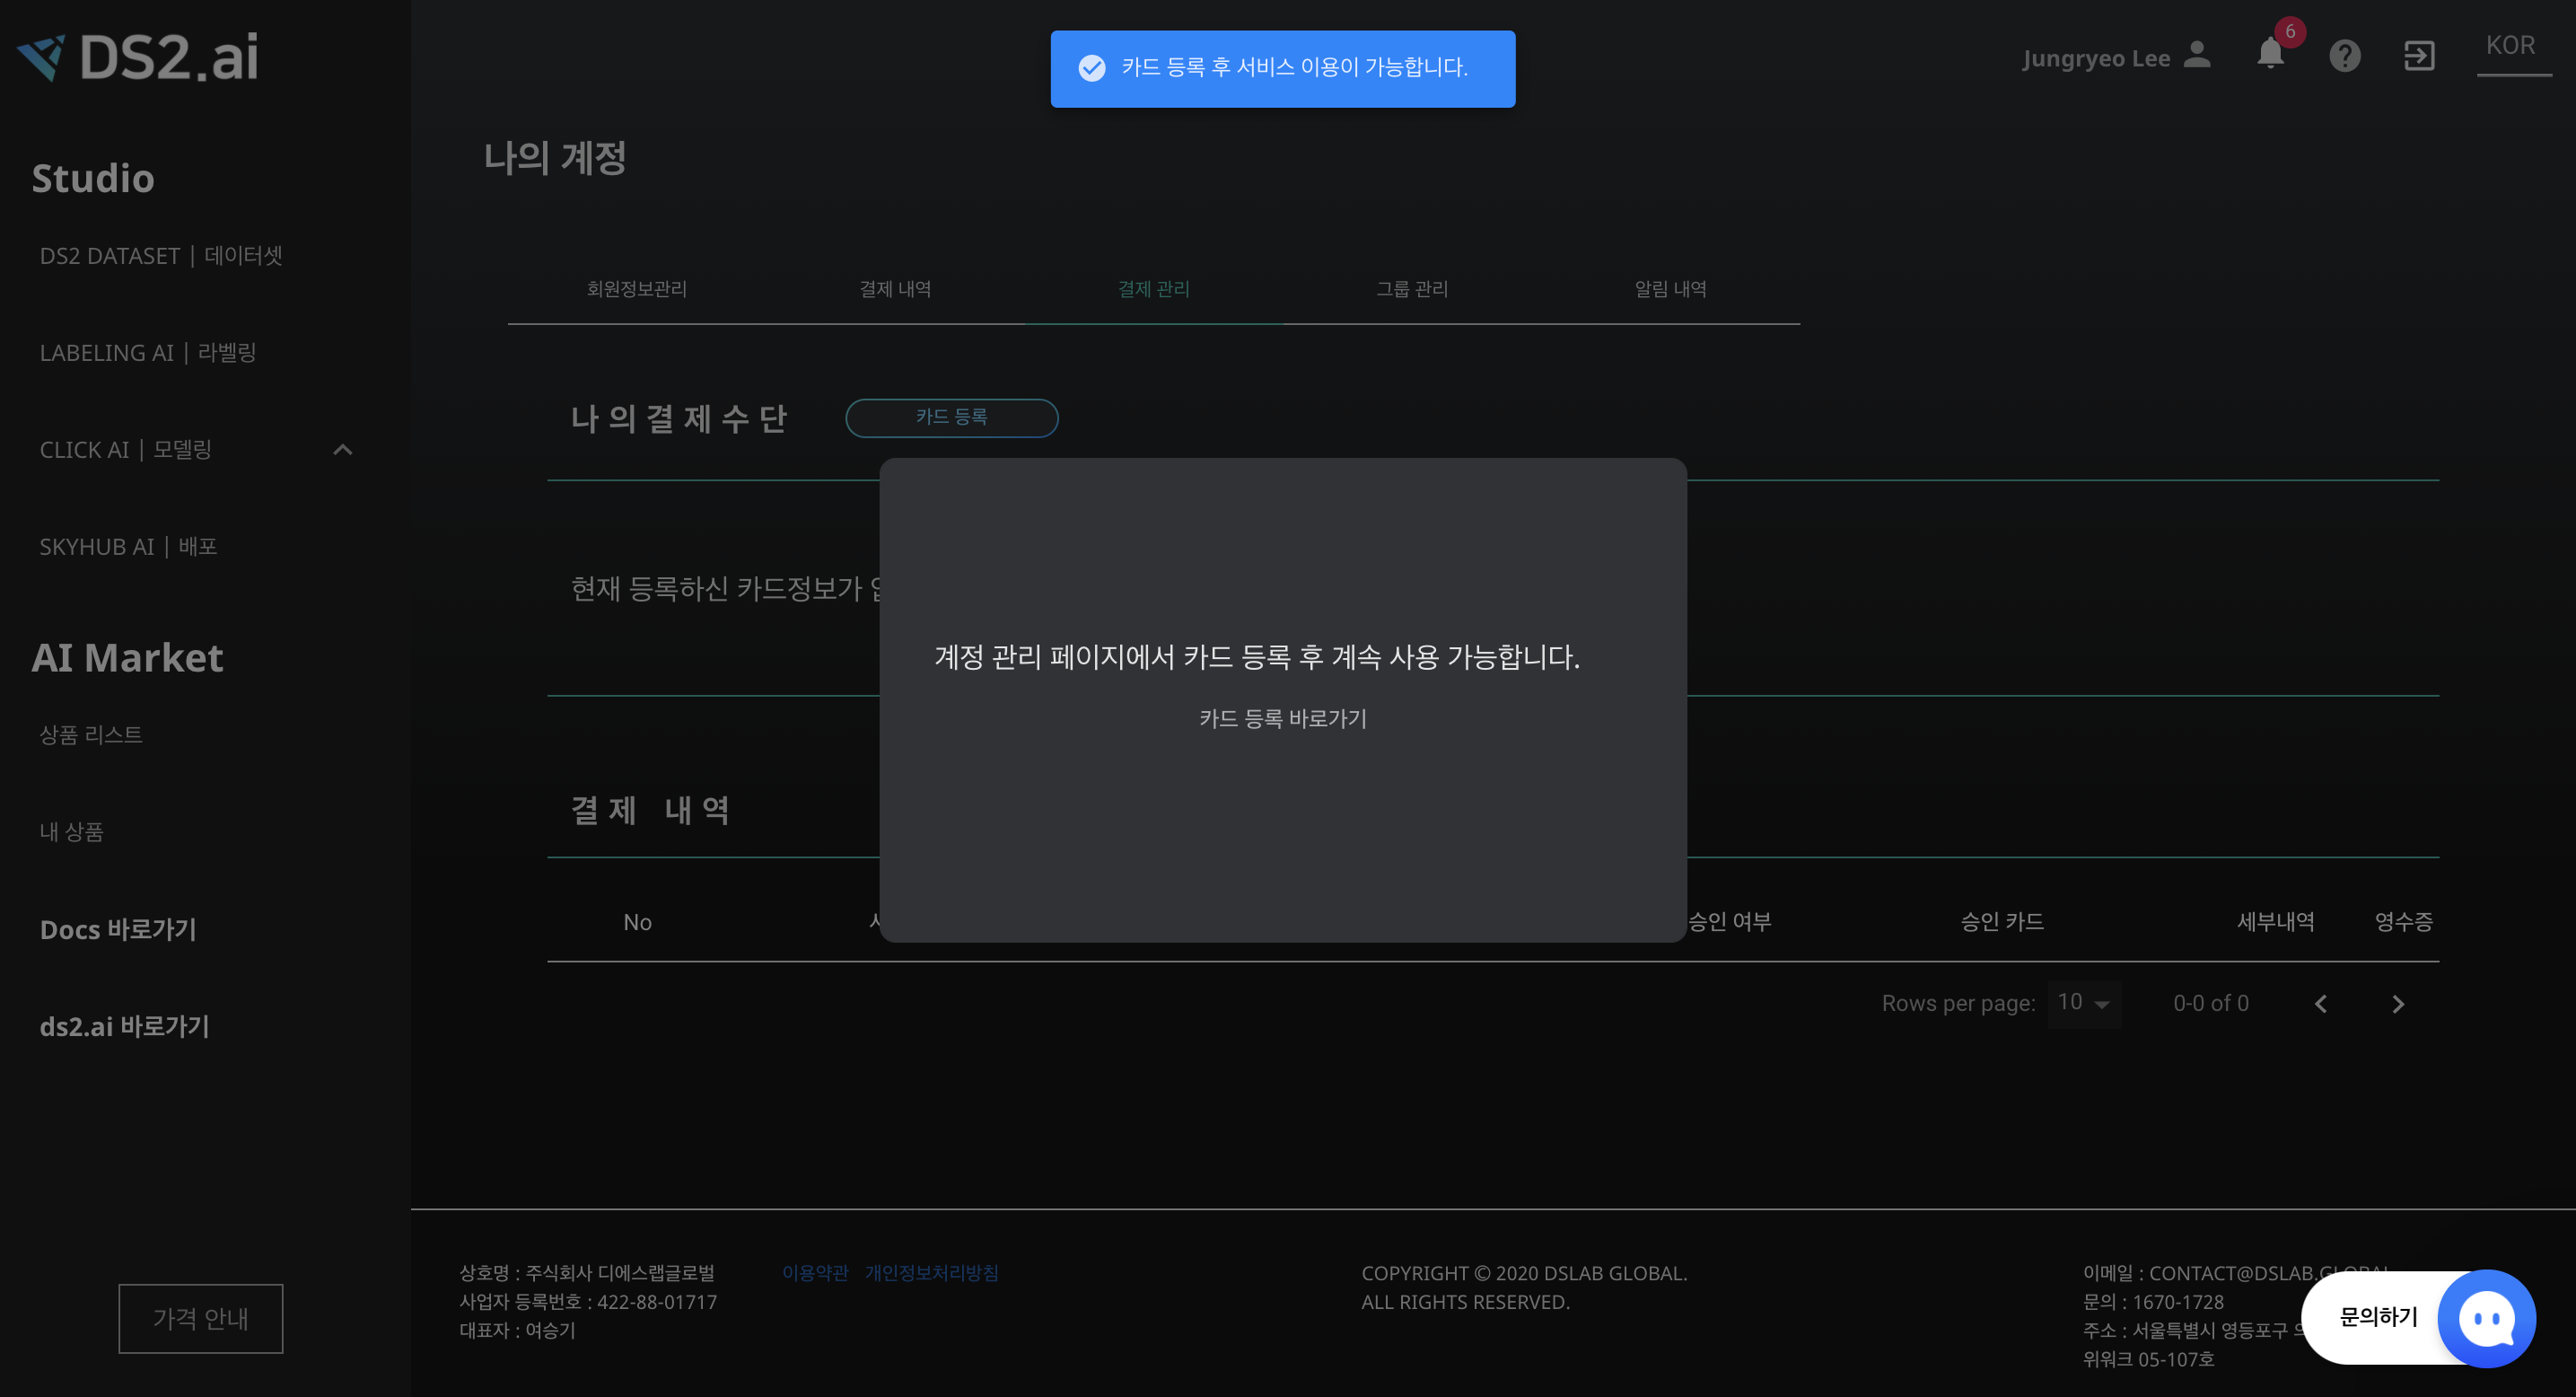 DS2.ai
카드 등록 후 서비스 이용이 가능합니다.
Jungryeo Lee
6
KOR
Studio
DS2 DATASET | 데이터셋
LABELING AI | 라벨링
CLICK AI | 모델링
SKYHUB AI | 배포
AI Market
상품 리스트
내 상품
Docs 바로가기
ds2.ai 바로가기
가격 안내
나의 계정
회원정보관리
결제 내역
결제 관리
그룹 관리
알림 내역
나의결제수단
카드 등록
현재 등록하신 카드정보가
계정 관리 페이지에서 카드 등록 후 계속 사용 가능합니다.
카드 등록 바로가기
결제 내역
No
승인 여부
승인 카드
세부내역
영수증
Rows per page: 10
0-0 of 0
상호명 : 주식회사 디에스랩글로벌
사업자 등록번호 : 422-88-01717
대표자 : 여승기
이용약관 개인정보처리방침
COPYRIGHT © 2020 DSLAB GLOBAL.
ALL RIGHTS RESERVED.
이메일 : CONTACT@DSLAB.GLOBAL
문의 : 1670-1728
주소 : 서울특별시 영등포구
위워크 05-107호
문의하기